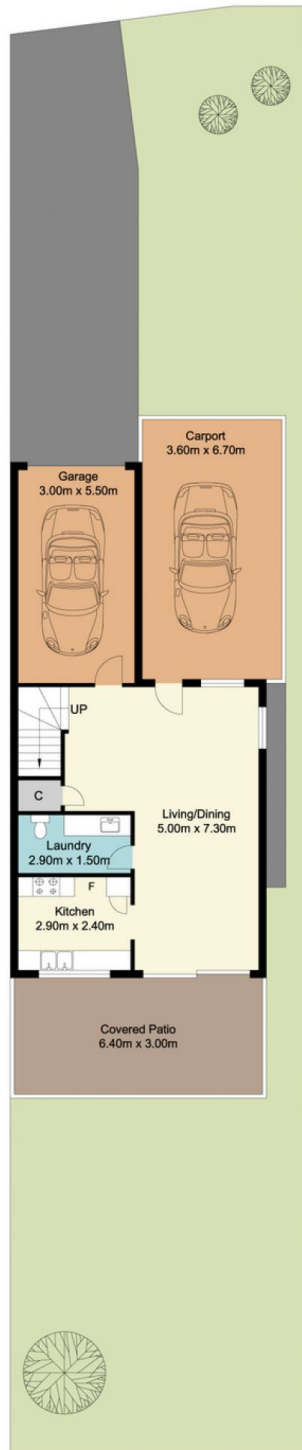 Carport
3.60m x 6.70m
Garage
3.00m x 5.50m
UP
C
Living/Dining
5.00m x 7.30m
Laundry
2.90m x 1.50m
F
Kitchen
2.90m x 2.40m
Covered Patio
6.40m x 3.00m